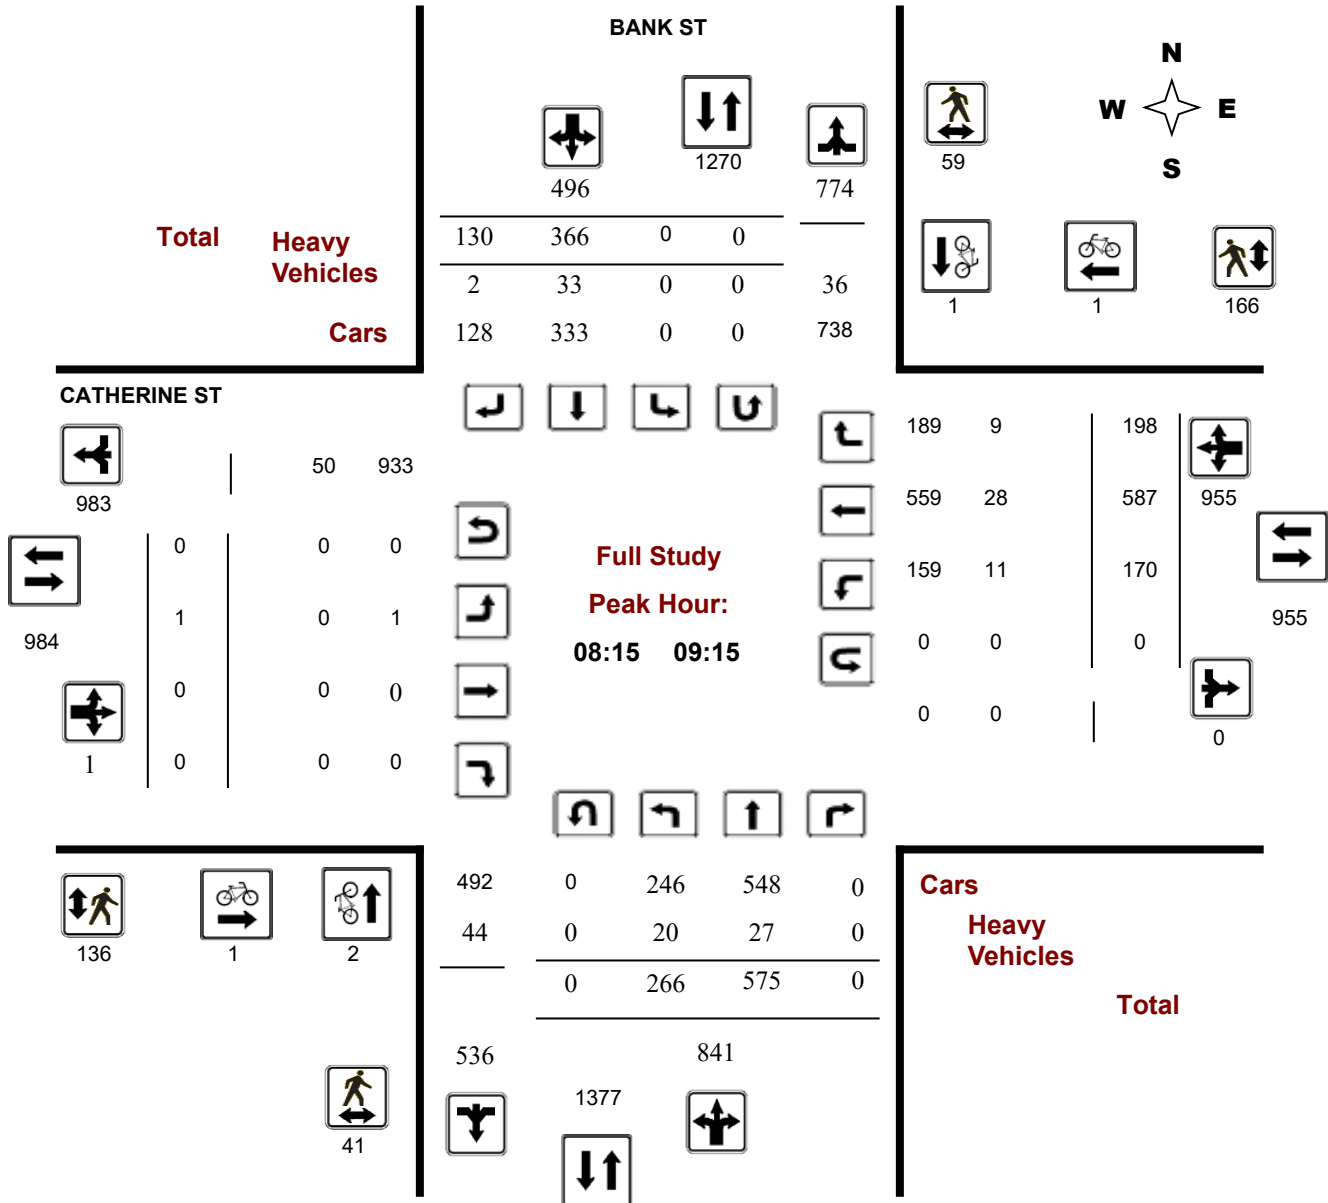 BANK ST
N
W E
S
1270
59
496
774
Total
Heavy
Vehicles
Cars
130 366 0 0
2 33 0 0 36
128 333 0 0 738
1 1 166
CATHERINE ST
983
50 933
0 0 0
984
1 0 1
0 0 0
1
0 0 0
Full Study
Peak Hour:
08:15 09:15
189 9 198
559 28 587 955
159 11 170
955
0 0 0
0 0
0
136 1 2
41
492 0 246 548 0
44 0 20 27 0
0 266 575 0
536 841
1377
Cars
Heavy
Vehicles
Total